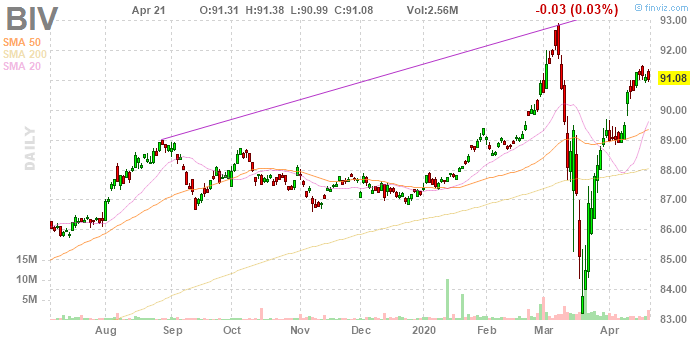 BIV
Apr 21 O:91.31 H:91.38 L:90.99 C:91.08 Vol:2.56M -0.03 (0.03%)
© finviz.com
SMA 50
SMA 200
SMA 20
93.00
92.00
91.08
90.00
89.00
88.00
87.00
86.00
85.00
84.00
83.00
DAILY
15M
10M
5M
Aug Sep Oct Nov Dec 2020 Feb Mar Apr